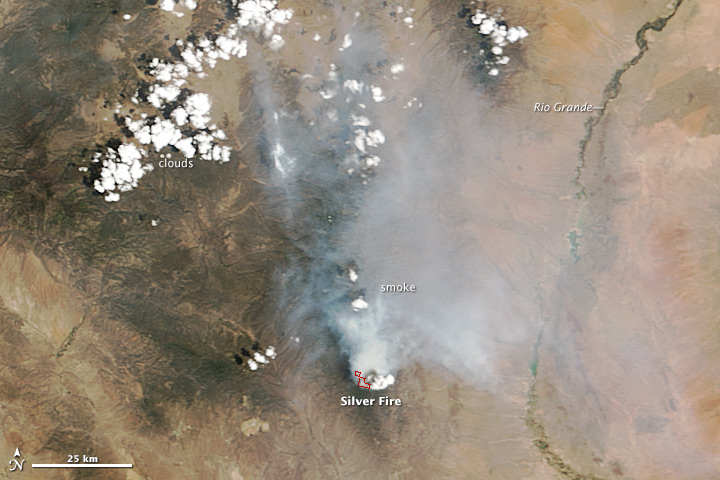 Rio Grande
clouds
smoke
Silver Fire
N
25 km